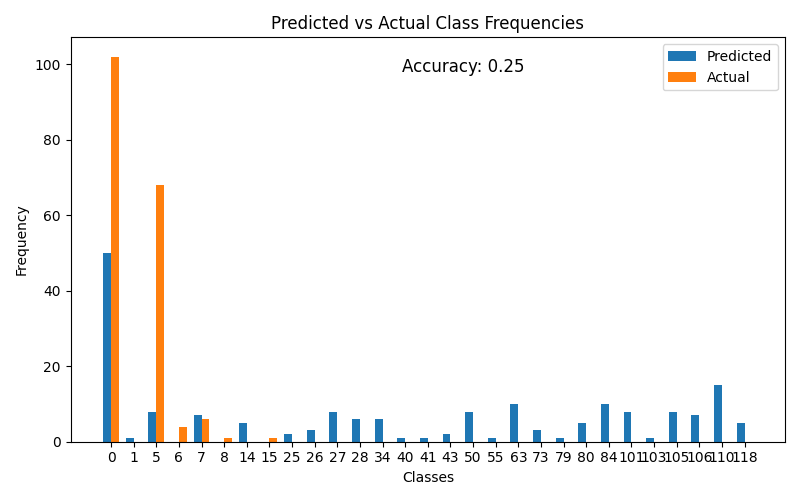 Predicted vs Actual Class Frequencies
Accuracy: 0.25
Predicted
Actual
100
80
60
40
20
0
Frequency
0 1 5 6 7 8 14 15 25 26 27 28 34 40 41 43 50 55 63 73 79 80 84 101 103 105 106 110 118
Classes